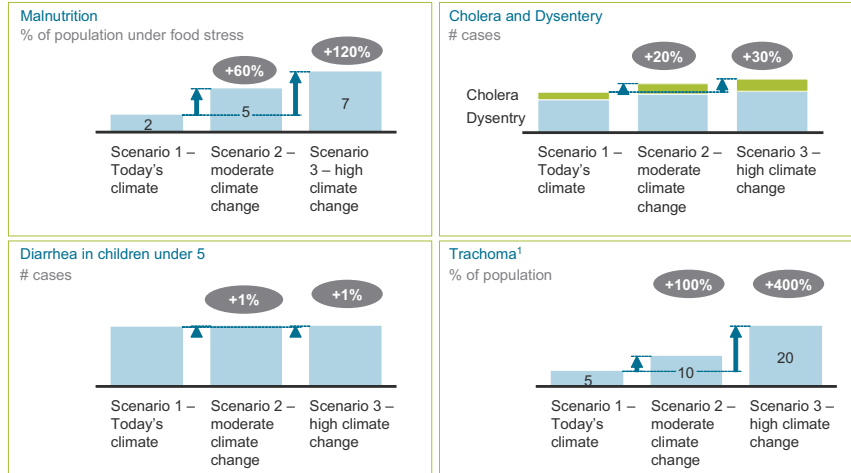 Malnutrition
% of population under food stress
+60%
+120%
2
5
7
Scenario 1 –
Today's
climate
Scenario 2 –
moderate
climate
change
Scenario
3 – high
climate
change
Cholera and Dysentery
# cases
+20%
+30%
Cholera
Dysentry
Scenario 1 –
Today's
climate
Scenario 2 –
moderate
climate
change
Scenario 3 –
high climate
change
Diarrhea in children under 5
# cases
+1%
+1%
Scenario 1 –
Today's
climate
Scenario 2 –
moderate
climate
change
Scenario 3 –
high climate
change
Trachoma¹
% of population
+100%
+400%
5
10
20
Scenario 1 –
Today's
climate
Scenario 2 –
moderate
climate
change
Scenario 3 –
high climate
change